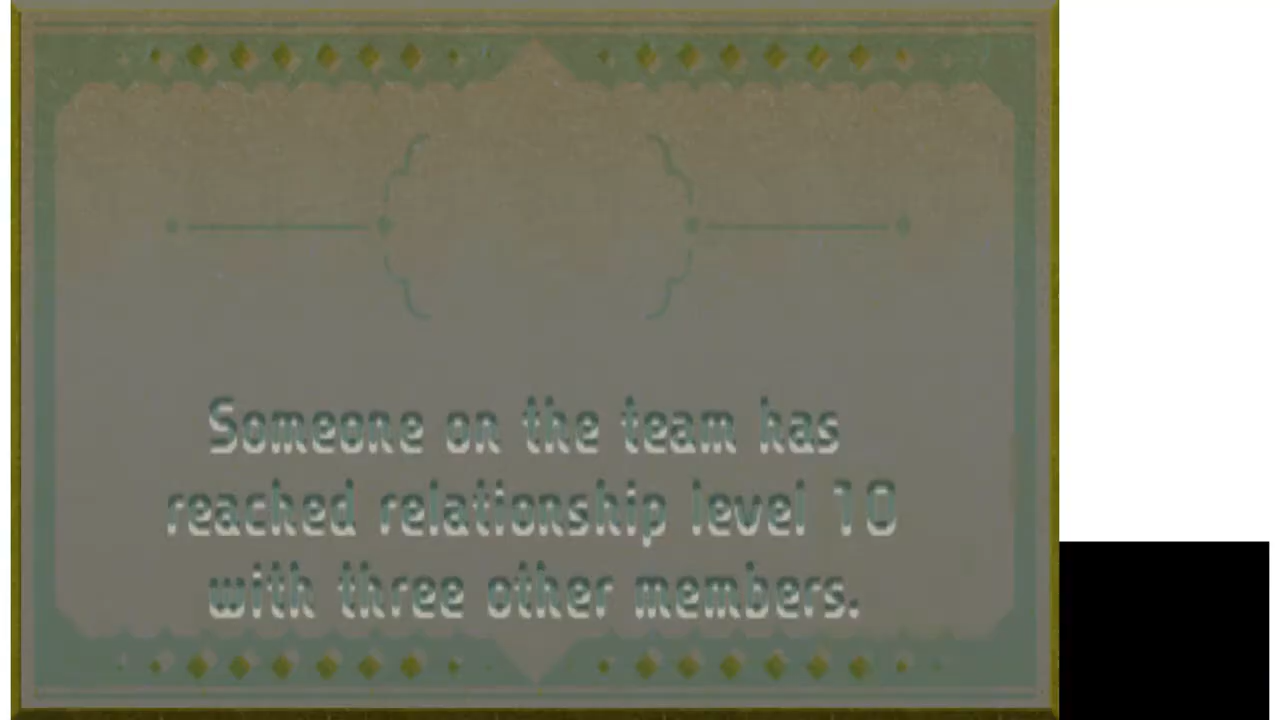 Someone on the team has
reached relationship level 10
with three other members.